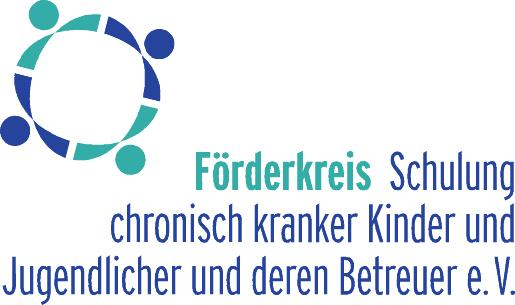 Förderkreis Schulung
chronisch kranker Kinder und
Jugendlicher und deren Betreuer e. V.